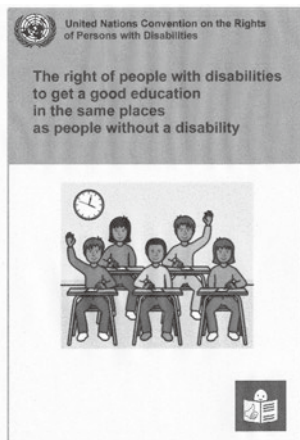 United Nations Convention on the Rights
of Persons with Disabilities
The right of people with disabilities
to get a good education
in the same places
as people without a disability